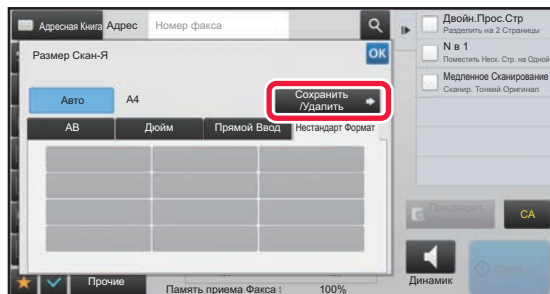 Адресная Книга Адрес Номер факса
Размер Скан-Я
OK
Авто A4
Сохранить
/Удалить
AB Дюйм Прямой Ввод Нестандарт Формат
Двойн.Прос.Стр
Разделить на 2 Страницы
N в 1
Поместить Неск. Стр. на Одной
Медленное Сканирование
Сканир. Тонкий Оригинал
Предварит
CA
Старт
Динамик
Прочие
Память приема Факса : 100%